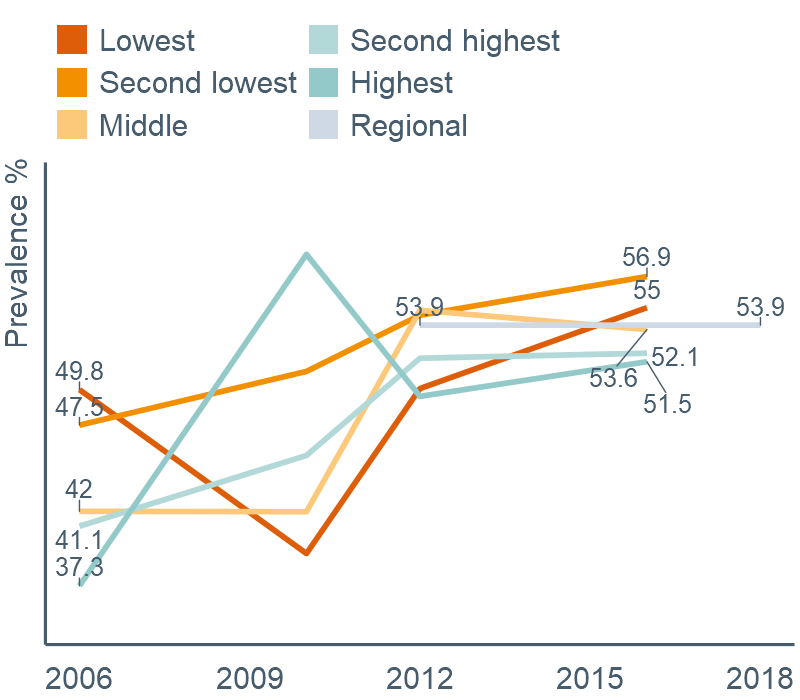 Lowest
Second lowest
Middle
Second highest
Highest
Regional
Prevalence %
49.8
47.5
42
41.1
37.3
53.9
56.9
55
53.6
52.1
51.5
53.9
2006 2009 2012 2015 2018